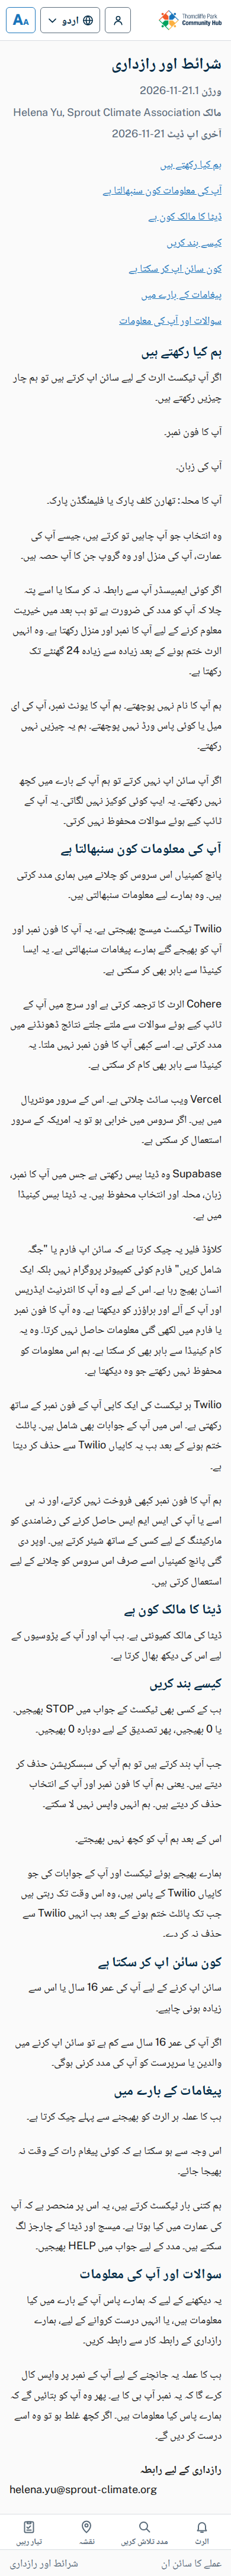 Thorncliffe Park
Community Hub
اردو
AA
شرائط اور رازداری
ورژن 1.1، 21-11-2026
مالک Helena Yu, Sprout Climate Association
آخری اپ ڈیٹ 21-11-2026
ہم کیا رکھتے ہیں
آپ کی معلومات کون سنبھالتا ہے
ڈیٹا کا مالک کون ہے
کیسے بند کریں
کون سائن اپ کر سکتا ہے
پیغامات کے بارے میں
سوالات اور آپ کی معلومات
ہم کیا رکھتے ہیں
اگر آپ ٹیکسٹ الرٹ کے لیے سائن اپ کرتے ہیں تو ہم چار
چیزیں رکھتے ہیں۔
آپ کا فون نمبر۔
آپ کی زبان۔
آپ کا محلہ: تھارن کلف پارک یا فلیمنگڈن پارک۔
وہ انتخاب جو آپ چاہیں تو کرتے ہیں، جیسے آپ کی
عمارت، آپ کی منزل اور وہ گروپ جن کا آپ حصہ ہیں۔
اگر کوئی ایمبیسڈر آپ سے رابطہ نہ کر سکا یا اسے پتہ
چلا کہ آپ کو مدد کی ضرورت ہے تو ہب بعد میں خیریت
معلوم کرنے کے لیے آپ کا نمبر اور منزل رکھتا ہے۔ وہ انہیں
الرٹ ختم ہونے کے بعد زیادہ سے زیادہ 24 گھنٹے تک
رکھتا ہے۔
ہم آپ کا نام نہیں پوچھتے۔ ہم آپ کا یونٹ نمبر، آپ کی ای
میل یا کوئی پاس ورڈ نہیں پوچھتے۔ ہم یہ چیزیں نہیں
رکھتے۔
اگر آپ سائن اپ نہیں کرتے تو ہم آپ کے بارے میں کچھ
نہیں رکھتے۔ یہ ایپ کوئی کوکیز نہیں لگاتی۔ یہ آپ کے
ٹائپ کیے ہوئے سوالات محفوظ نہیں کرتی۔
آپ کی معلومات کون سنبھالتا ہے
پانچ کمپنیاں اس سروس کو چلانے میں ہماری مدد کرتی
ہیں۔ وہ ہمارے لیے معلومات سنبھالتی ہیں۔
Twilio ٹیکسٹ میسج بھیجتی ہے۔ یہ آپ کا فون نمبر اور
آپ کو بھیجے گئے ہمارے پیغامات سنبھالتی ہے۔ یہ ایسا
کینیڈا سے باہر بھی کر سکتی ہے۔
Cohere الرٹ کا ترجمہ کرتی ہے اور سرچ میں آپ کے
ٹائپ کیے ہوئے سوالات سے ملتے جلتے نتائج ڈھونڈنے میں
مدد کرتی ہے۔ اسے کبھی آپ کا فون نمبر نہیں ملتا۔ یہ
کینیڈا سے باہر بھی کام کر سکتی ہے۔
Vercel ویب سائٹ چلاتی ہے۔ اس کے سرور مونٹریال
میں ہیں۔ اگر سروس میں خرابی ہو تو یہ امریکہ کے سرور
استعمال کر سکتی ہے۔
Supabase وہ ڈیٹا بیس رکھتی ہے جس میں آپ کا نمبر،
زبان، محلہ اور انتخاب محفوظ ہیں۔ یہ ڈیٹا بیس کینیڈا
میں ہے۔
کلاؤڈ فلیر یہ چیک کرتا ہے کہ سائن اپ فارم یا "جگہ
شامل کریں" فارم کوئی کمپیوٹر پروگرام نہیں بلکہ ایک
انسان بھیج رہا ہے۔ اس کے لیے وہ آپ کا انٹرنیٹ ایڈریس
اور آپ کے آلے اور براؤزر کو دیکھتا ہے۔ وہ آپ کا فون نمبر
یا فارم میں لکھی گئی معلومات حاصل نہیں کرتا۔ وہ یہ
کام کینیڈا سے باہر بھی کر سکتا ہے۔ ہم اس معلومات کو
محفوظ نہیں رکھتے جو وہ دیکھتا ہے۔
Twilio ہر ٹیکسٹ کی ایک کاپی آپ کے فون نمبر کے ساتھ
رکھتی ہے۔ اس میں آپ کے جوابات بھی شامل ہیں۔ پائلٹ
ختم ہونے کے بعد ہب یہ کاپیاں Twilio سے حذف کر دیتا
ہے۔
ہم آپ کا فون نمبر کبھی فروخت نہیں کرتے، اور نہ ہی
اسے یا آپ کی ایس ایم ایس حاصل کرنے کی رضامندی کو
مارکیٹنگ کے لیے کسی کے ساتھ شیئر کرتے ہیں۔ اوپر دی
گئی پانچ کمپنیاں اسے صرف اس سروس کو چلانے کے لیے
استعمال کرتی ہیں۔
ڈیٹا کا مالک کون ہے
ڈیٹا کی مالک کمیونٹی ہے۔ ہب آپ اور آپ کے پڑوسیوں کے
لیے اس کی دیکھ بھال کرتا ہے۔
کیسے بند کریں
ہب کے کسی بھی ٹیکسٹ کے جواب میں STOP بھیجیں۔
یا 0 بھیجیں، پھر تصدیق کے لیے دوبارہ 0 بھیجیں۔
جب آپ بند کرتے ہیں تو ہم آپ کی سبسکرپشن حذف کر
دیتے ہیں۔ یعنی ہم آپ کا فون نمبر اور آپ کے انتخاب
حذف کر دیتے ہیں۔ ہم انہیں واپس نہیں لا سکتے۔
اس کے بعد ہم آپ کو کچھ نہیں بھیجتے۔
ہمارے بھیجے ہوئے ٹیکسٹ اور آپ کے جوابات کی جو
کاپیاں Twilio کے پاس ہیں، وہ اس وقت تک رہتی ہیں
جب تک پائلٹ ختم ہونے کے بعد ہب انہیں Twilio سے
حذف نہ کر دے۔
کون سائن اپ کر سکتا ہے
سائن اپ کرنے کے لیے آپ کی عمر 16 سال یا اس سے
زیادہ ہونی چاہیے۔
اگر آپ کی عمر 16 سال سے کم ہے تو سائن اپ کرنے میں
والدین یا سرپرست کو آپ کی مدد کرنی ہوگی۔
پیغامات کے بارے میں
ہب کا عملہ ہر الرٹ کو بھیجنے سے پہلے چیک کرتا ہے۔
اس وجہ سے ہو سکتا ہے کہ کوئی پیغام رات کے وقت نہ
بھیجا جائے۔
ہم کتنی بار ٹیکسٹ کرتے ہیں، یہ اس پر منحصر ہے کہ آپ
کی عمارت میں کیا ہوتا ہے۔ میسج اور ڈیٹا کے چارجز لگ
سکتے ہیں۔ مدد کے لیے جواب میں HELP بھیجیں۔
سوالات اور آپ کی معلومات
یہ دیکھنے کے لیے کہ ہمارے پاس آپ کے بارے میں کیا
معلومات ہیں، یا انہیں درست کروانے کے لیے، ہمارے
رازداری کے رابطہ کار سے رابطہ کریں۔
ہب کا عملہ یہ جانچنے کے لیے آپ کے نمبر پر واپس کال
کرے گا کہ یہ نمبر آپ ہی کا ہے۔ پھر وہ آپ کو بتائیں گے کہ
ہمارے پاس کیا معلومات ہیں۔ اگر کچھ غلط ہو تو وہ اسے
درست کر دیں گے۔
رازداری کے لیے رابطہ
helena.yu@sprout-climate.org
الرٹ
مدد تلاش کریں
نقشہ
تیار رہیں
عملے کا سائن ان
شرائط اور رازداری